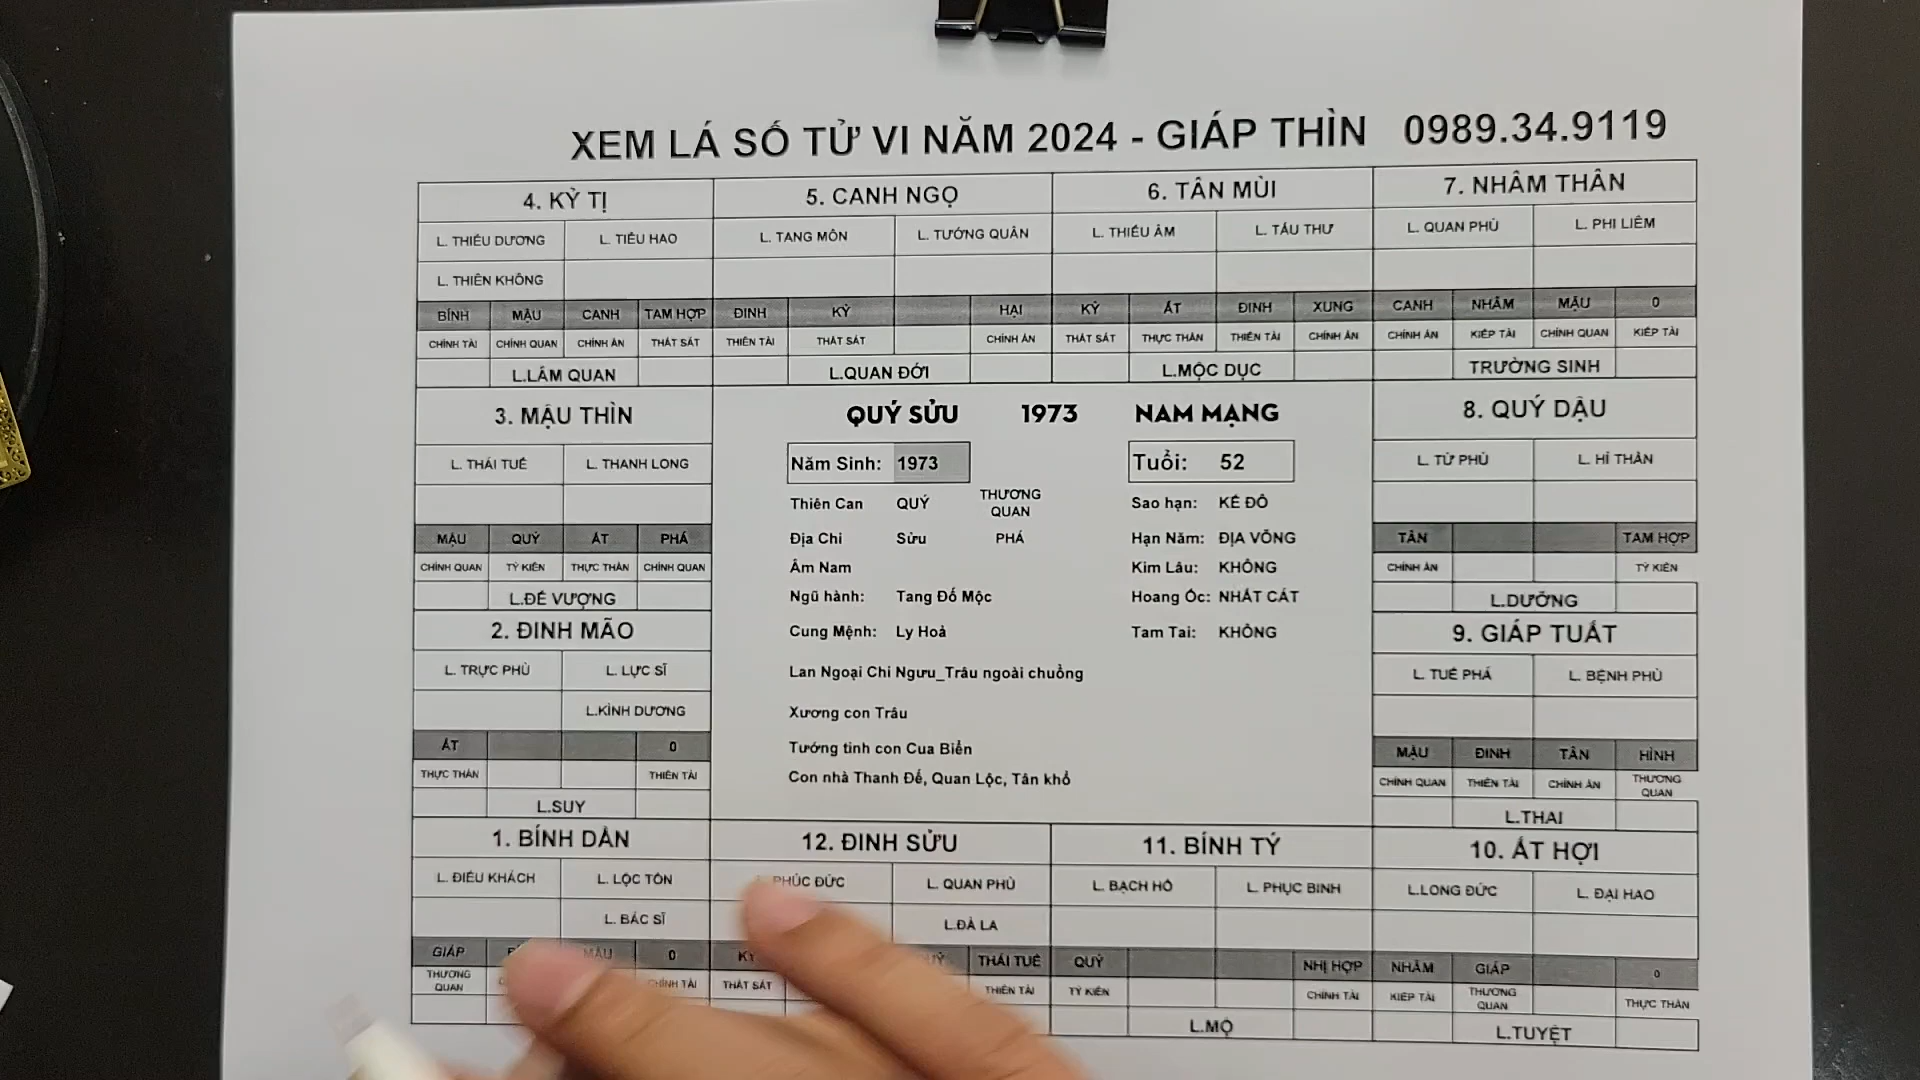 XEM LÁ SỐ TỬ VI NĂM 2024 - GIÁP THÌN 0989.34.9119
4. KỶ TỊ 5. CANH NGỌ 6. TÂN MÙI 7. NHÂM THÂN
L. THIẾU DƯƠNG L. TIỂU HAO L. TANG MÔN L. TƯỚNG QUÂN L. THIẾU ÂM L. TẤU THƯ L. QUAN PHÙ L. PHI LIÊM
L. THIÊN KHÔNG
BÍNH MẬU CANH TAM HỢP ĐINH KỶ HẠI KỶ ẤT ĐINH XUNG CANH NHÂM MẬU 0
CHÍNH TÀI CHÍNH QUAN CHÍNH ẤN THẤT SÁT THIÊN TÀI THẤT SÁT CHÍNH ẤN THẤT SÁT THỰC THẦN THIÊN TÀI CHÍNH ẤN CHÍNH ẤN KIẾP TÀI CHÍNH QUAN KIẾP TÀI
L.LÂM QUAN L.QUAN ĐỚI L.MỘC DỤC TRƯỜNG SINH
3. MẬU THÌN QUÝ SỬU 1973 NAM MẠNG 8. QUÝ DẬU
L. THÁI TUẾ L. THANH LONG Năm Sinh: 1973 Tuổi: 52 L. TỬ PHÙ L. HỈ THẦN
Thiên Can QUÝ THƯƠNG QUAN Sao hạn: KẾ ĐÔ
MẬU QUÝ ẤT PHÁ Địa Chi Sửu PHÁ Hạn Năm: ĐỊA VÕNG TÂN TAM HỢP
CHÍNH QUAN TỶ KIÊN THỰC THẦN CHÍNH QUAN Âm Nam Kim Lâu: KHÔNG CHÍNH ẤN TỶ KIÊN
L.ĐẾ VƯỢNG Ngũ hành: Tang Đố Mộc Hoang Ốc: NHẤT CÁT L.DƯỠNG
2. ĐINH MÃO Cung Mệnh: Ly Hoả Tam Tai: KHÔNG 9. GIÁP TUẤT
L. TRỰC PHÙ L. LỰC SĨ Lan Ngoại Chi Ngưu_Trâu ngoài chuồng L. TUẾ PHÁ L. BỆNH PHÙ
L.KÌNH DƯƠNG Xương con Trâu
ẤT 0 Tướng tinh con Cua Biển MẬU ĐINH TÂN HÌNH
THỰC THẦN THIÊN TÀI Con nhà Thanh Đế, Quan Lộc, Tân khổ CHÍNH QUAN THIÊN TÀI CHÍNH ẤN THƯƠNG QUAN
L.SUY L.THAI
1. BÍNH DẦN 12. ĐINH SỬU 11. BÍNH TÝ 10. ẤT HỢI
L. ĐIẾU KHÁCH L. LỘC TỒN PHÚC ĐỨC L. QUAN PHỦ L. BẠCH HỔ L. PHỤC BINH L.LONG ĐỨC L. ĐẠI HAO
L. BÁC SĨ L.ĐÀ LA
GIÁP MẬU 0 THÁI TUẾ QUÝ NHỊ HỢP NHÂM GIÁP 0
THƯƠNG QUAN CHÍNH TÀI THẤT SÁT THIÊN TÀI TỶ KIÊN CHÍNH TÀI KIẾP TÀI THƯƠNG QUAN THỰC THẦN
L.MỘ L.TUYỆT